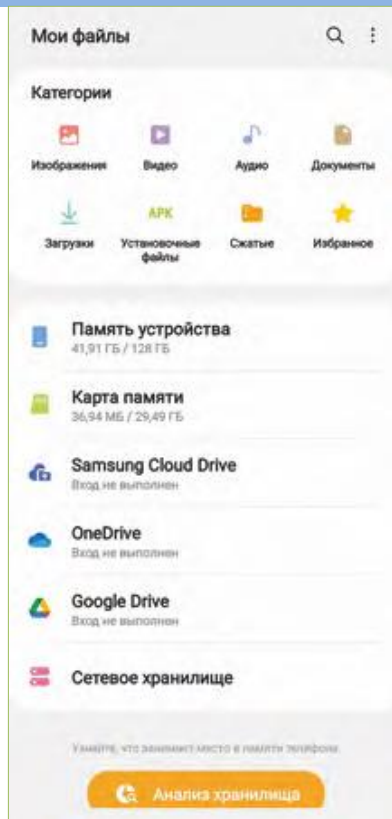 Мои файлы
Категории
Изображения
Видео
Аудио
Документы
Загрузки
APK
Установочные
файлы
Сжатые
Избранное
Память устройства
41,91 ГБ / 128 ГБ
Карта памяти
36,94 МБ / 29,49 ГБ
Samsung Cloud Drive
Вход не выполнен
OneDrive
Вход не выполнен
Google Drive
Вход не выполнен
Сетевое хранилище
Узнайте, что занимает место в памяти телефона.
Анализ хранилища